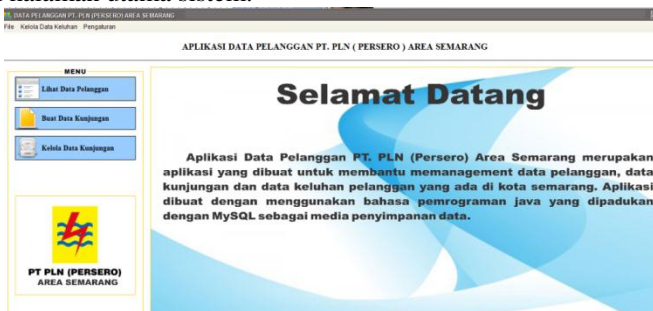 halaman utama sistem.
DATA PELANGGAN PT. PLN (PERSERO) AREA SEMARANG
File Kelola Data Keluhan Pengaturan
APLIKASI DATA PELANGGAN PT. PLN ( PERSERO ) AREA SEMARANG
MENU
Lihat Data Pelanggan
Buat Data Kunjungan
Kelola Data Kunjungan
PT PLN (PERSERO)
AREA SEMARANG
Selamat Datang
Aplikasi Data Pelanggan PT. PLN (Persero) Area Semarang merupakan
aplikasi yang dibuat untuk membantu memanagement data pelanggan, data
kunjungan dan data keluhan pelanggan yang ada di kota semarang. Aplikasi
dibuat dengan menggunakan bahasa pemrograman java yang dipadukan
dengan MySQL sebagai media penyimpanan data.